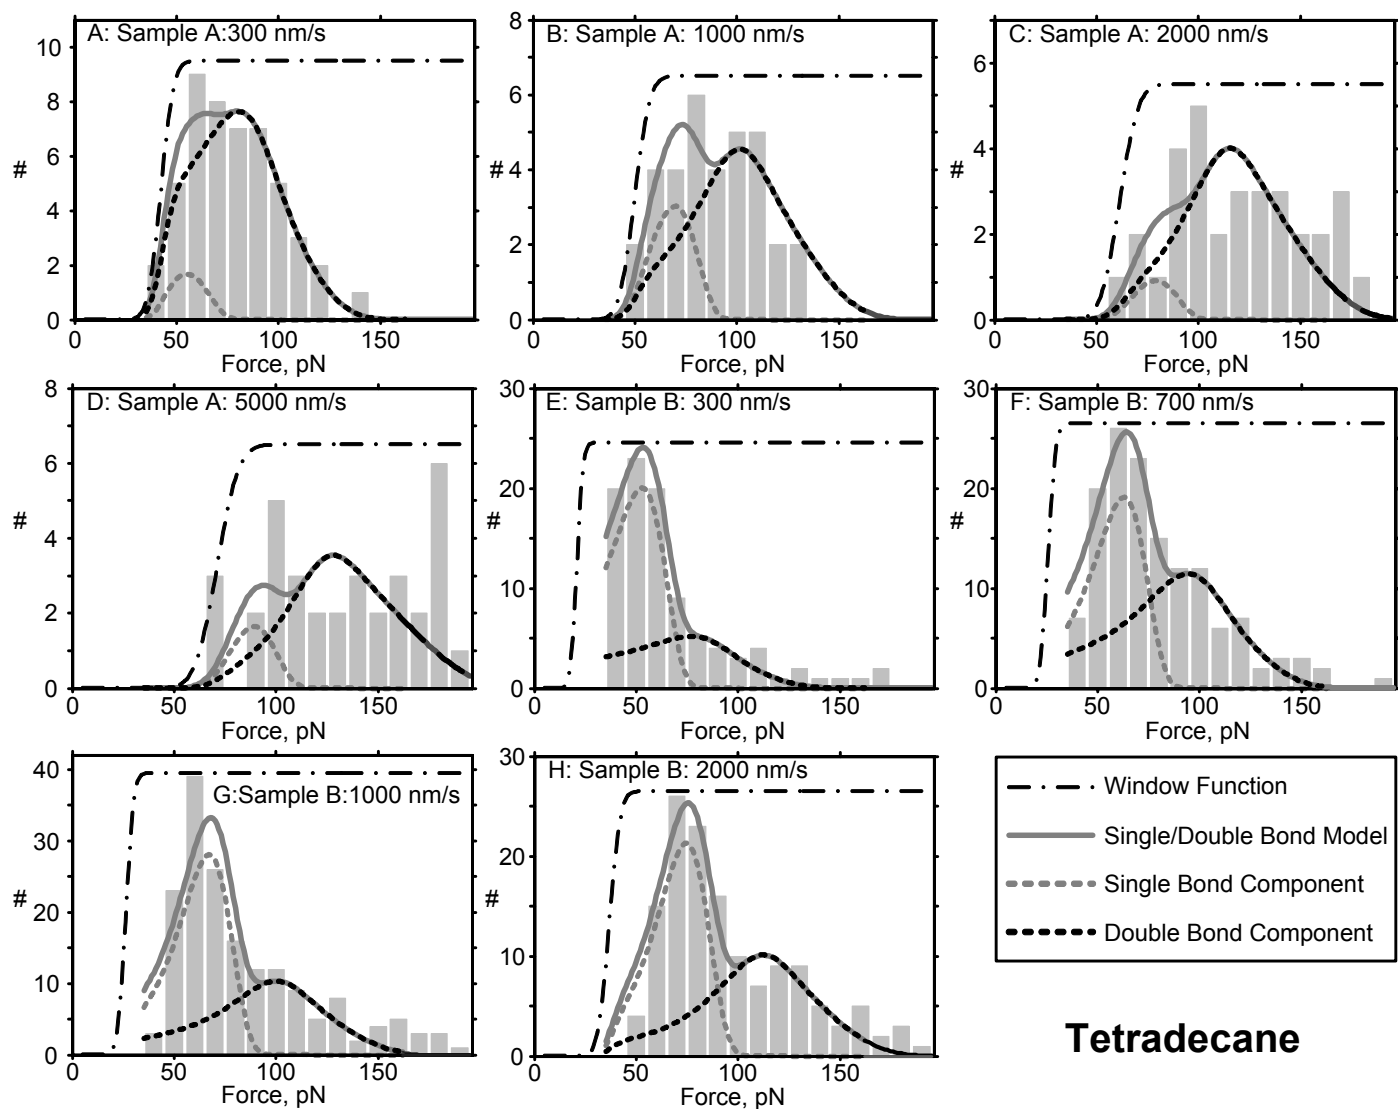 A: Sample A:300 nm/s
10
8
6
4
2
0
#
0 50 100 150
Force, pN
B: Sample A: 1000 nm/s
8
6
4
2
0
#
0 50 100 150
Force, pN
C: Sample A: 2000 nm/s
6
4
2
0
#
0 50 100 150
Force, pN
D: Sample A: 5000 nm/s
8
6
4
2
0
#
0 50 100 150
Force, pN
E: Sample B: 300 nm/s
30
20
10
0
#
0 50 100 150
Force, pN
F: Sample B: 700 nm/s
30
20
10
0
#
0 50 100 150
Force, pN
G:Sample B:1000 nm/s
40
30
20
10
0
#
0 50 100 150
Force, pN
H: Sample B: 2000 nm/s
30
20
10
0
#
0 50 100 150
Force, pN
Window Function
Single/Double Bond Model
Single Bond Component
Double Bond Component
Tetradecane